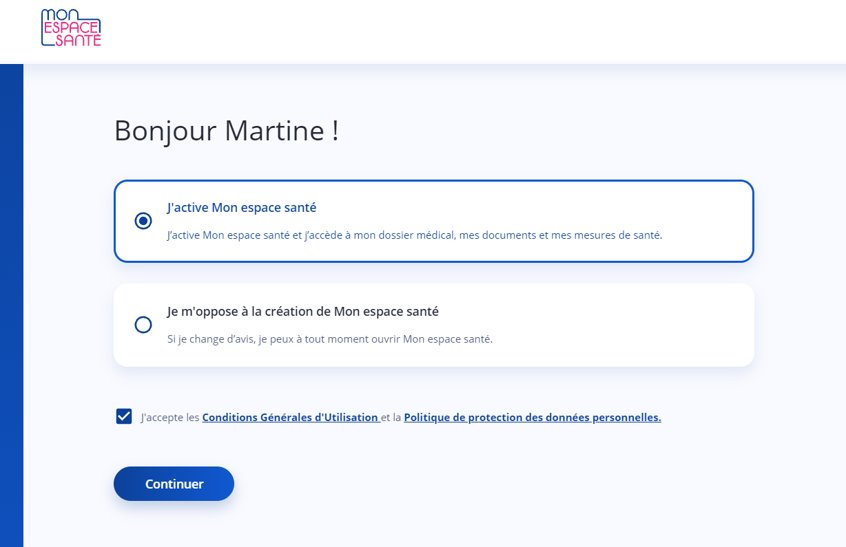 MON
ESPACE
SANTÉ
Bonjour Martine !
J'active Mon espace santé
J'active Mon espace santé et j'accède à mon dossier médical, mes documents et mes mesures de santé.
Je m'oppose à la création de Mon espace santé
Si je change d'avis, je peux à tout moment ouvrir Mon espace santé.
J'accepte les Conditions Générales d'Utilisation et la Politique de protection des données personnelles.
Continuer